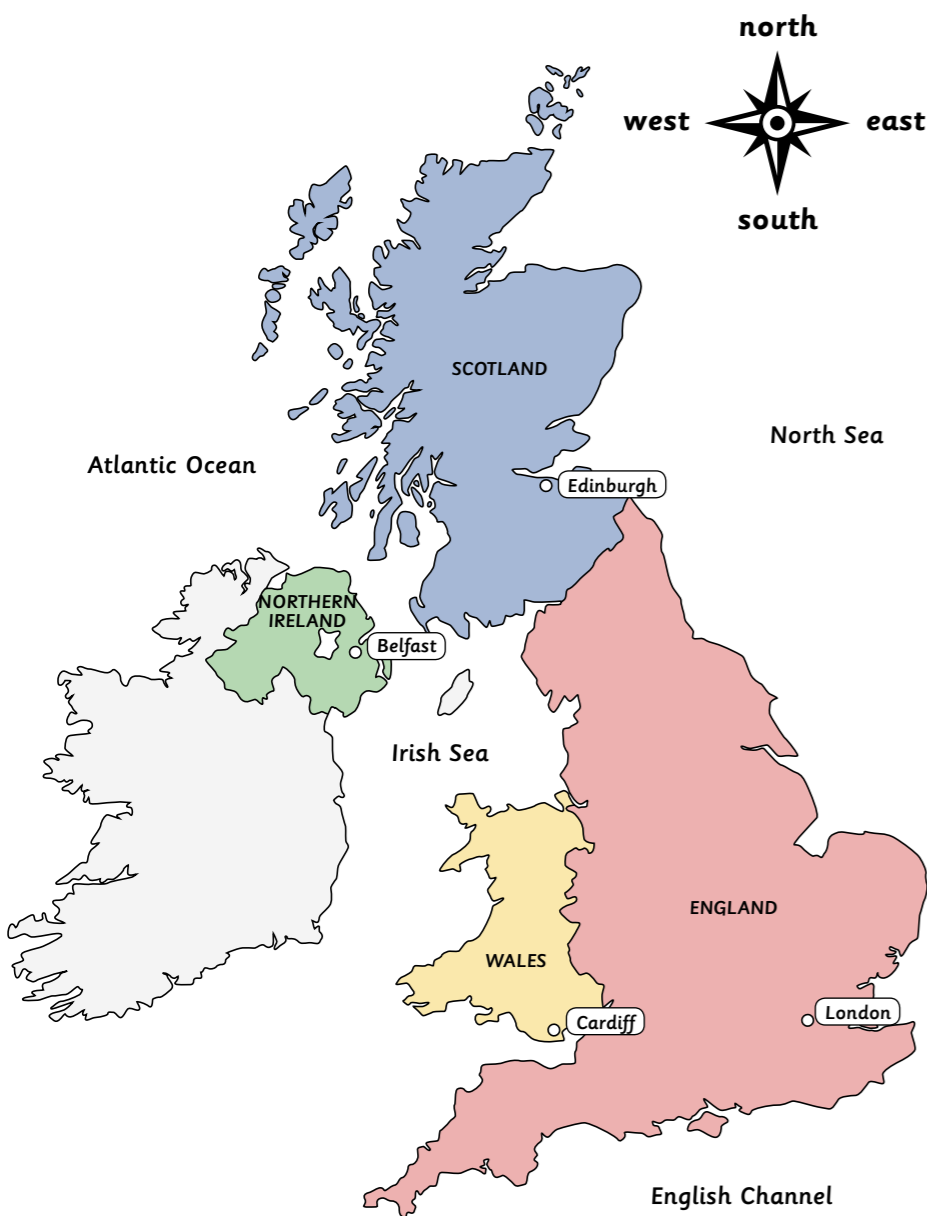 north
west
east
south
SCOTLAND
North Sea
Atlantic Ocean
Edinburgh
NORTHERN
IRELAND
Belfast
Irish Sea
ENGLAND
WALES
London
Cardiff
English Channel